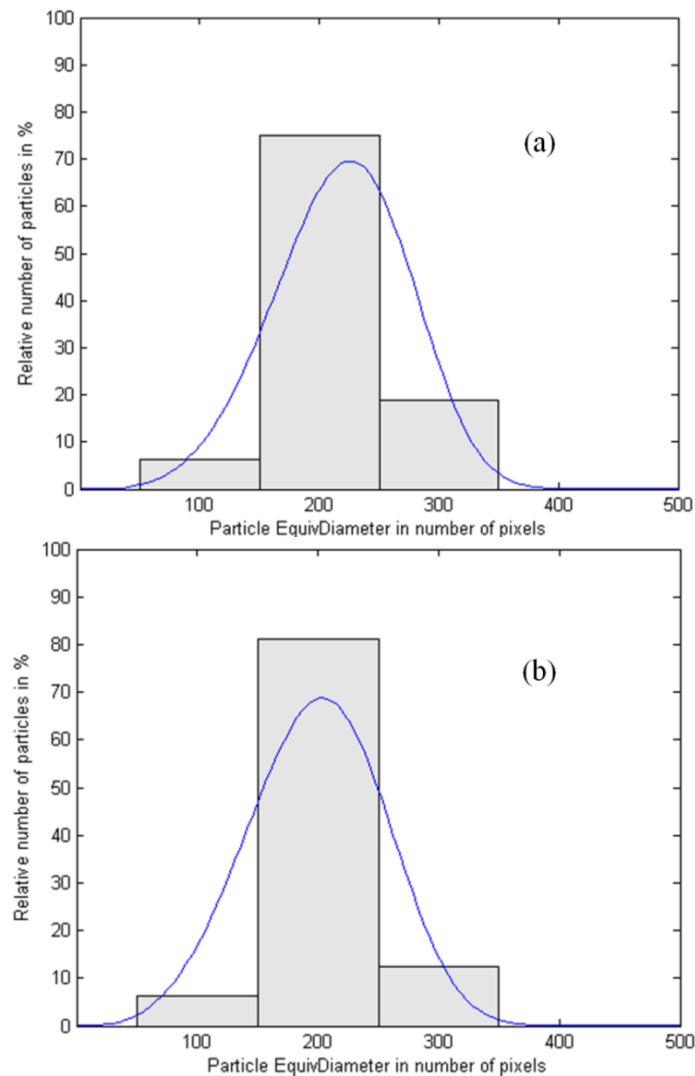 100
90
80
70
60
50
40
30
20
10
0
Relative number of particles in %
(a)
100 200 300 400 500
Particle EquivDiameter in number of pixels
100
90
80
70
60
50
40
30
20
10
0
Relative number of particles in %
(b)
100 200 300 400 500
Particle EquivDiameter in number of pixels